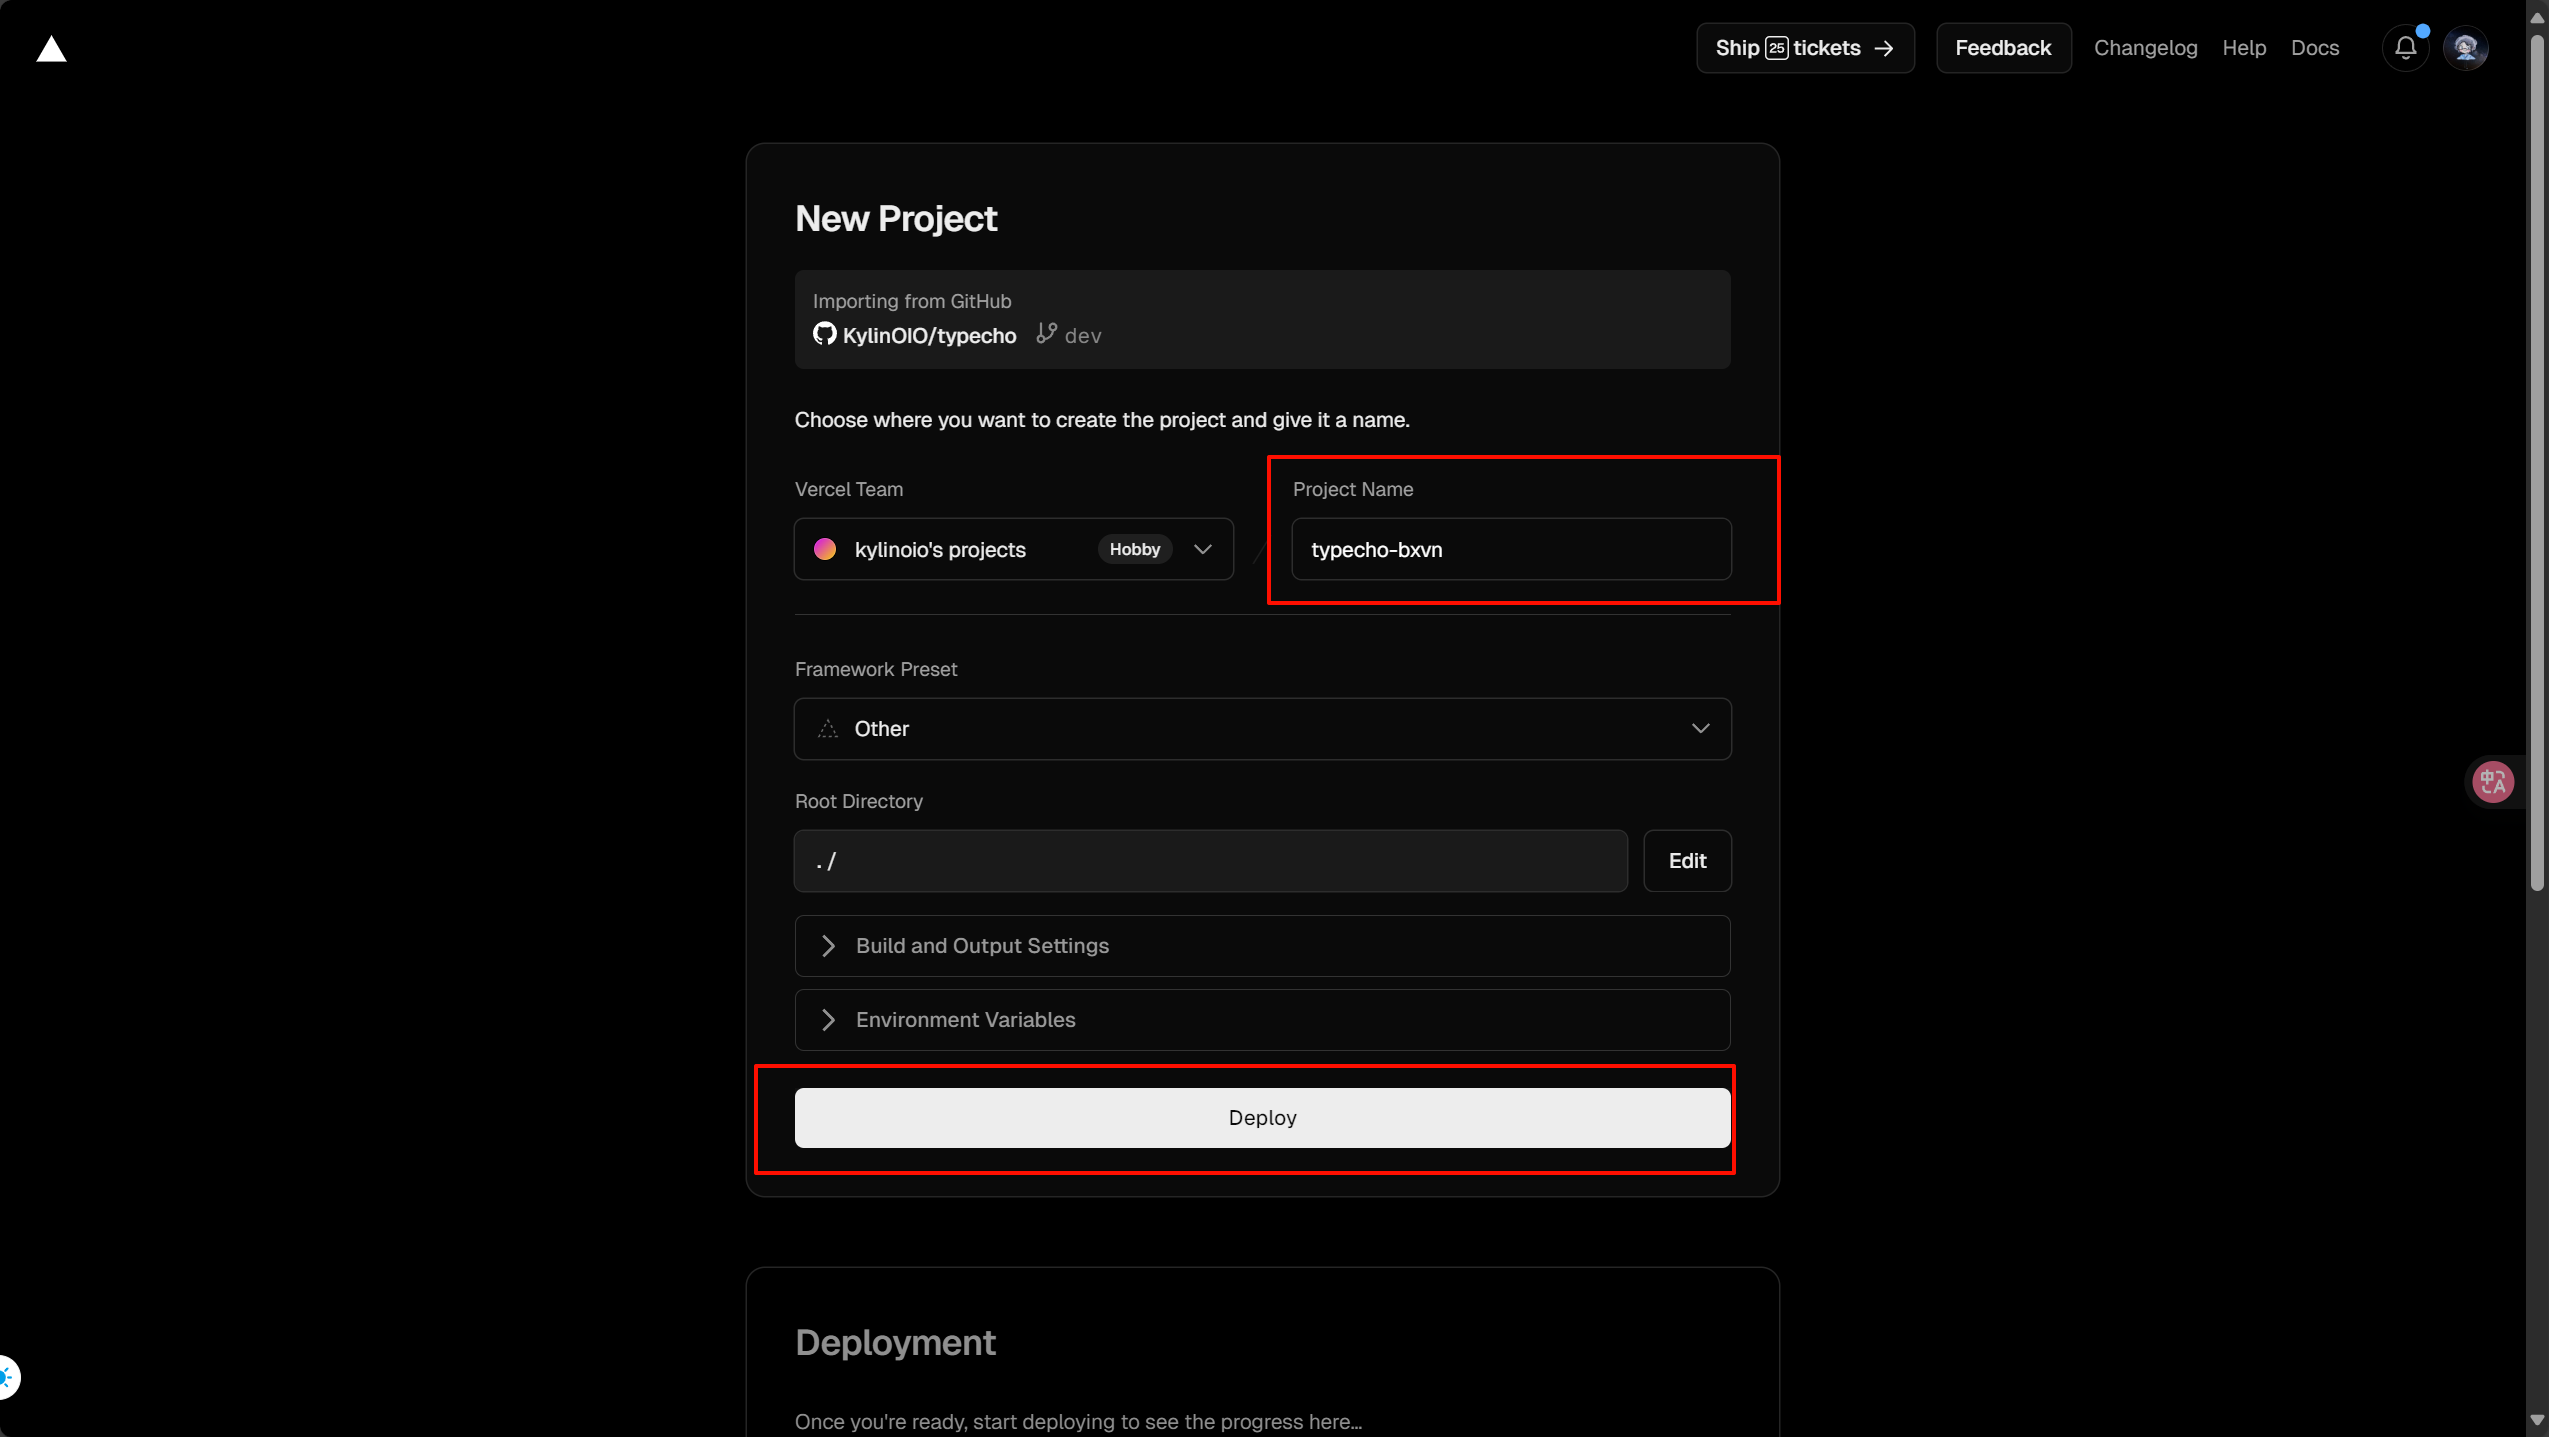 Ship 25 tickets →
Feedback
Changelog
Help
Docs
New Project
Importing from GitHub
KylinOIO/typecho dev
Choose where you want to create the project and give it a name.
Vercel Team
Project Name
kylinoio's projects Hobby
typecho-bxvn
Framework Preset
Other
Root Directory
./
Edit
Build and Output Settings
Environment Variables
Deploy
Deployment
Once you're ready, start deploying to see the progress here...
中 A